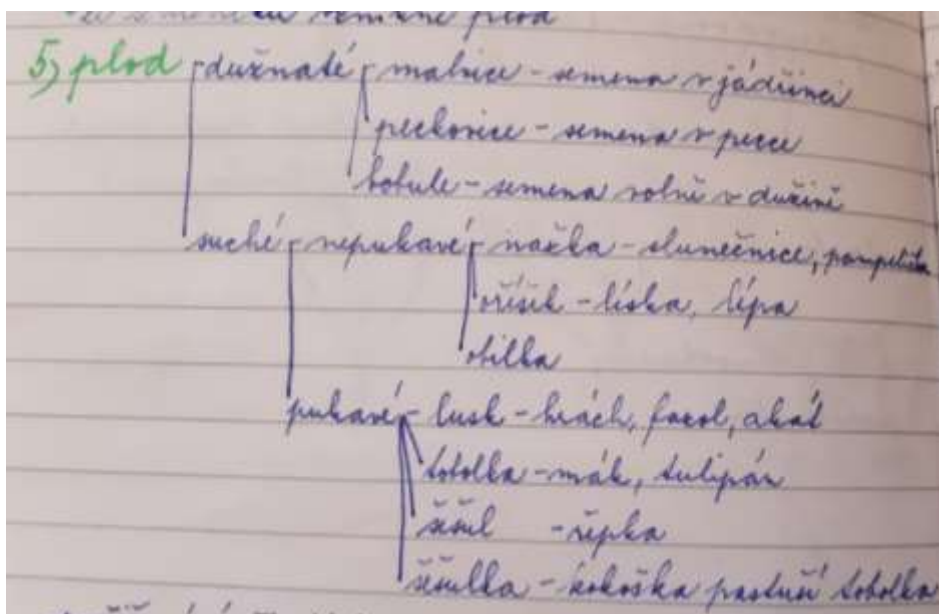 5) plod dužnaté malvice - semena v jádřinci
peckovice - semena v pecce
bobule - semena volně v dužině
suché nepukavé nažka - slunečnice, pampeliška
oříšek - líska, lípa
obilka
pukavé - lusk - hrách, fazol, akát
tobolka - mák, tulipán
šešul - řepka
šešulka - kokoška pastuší tobolka